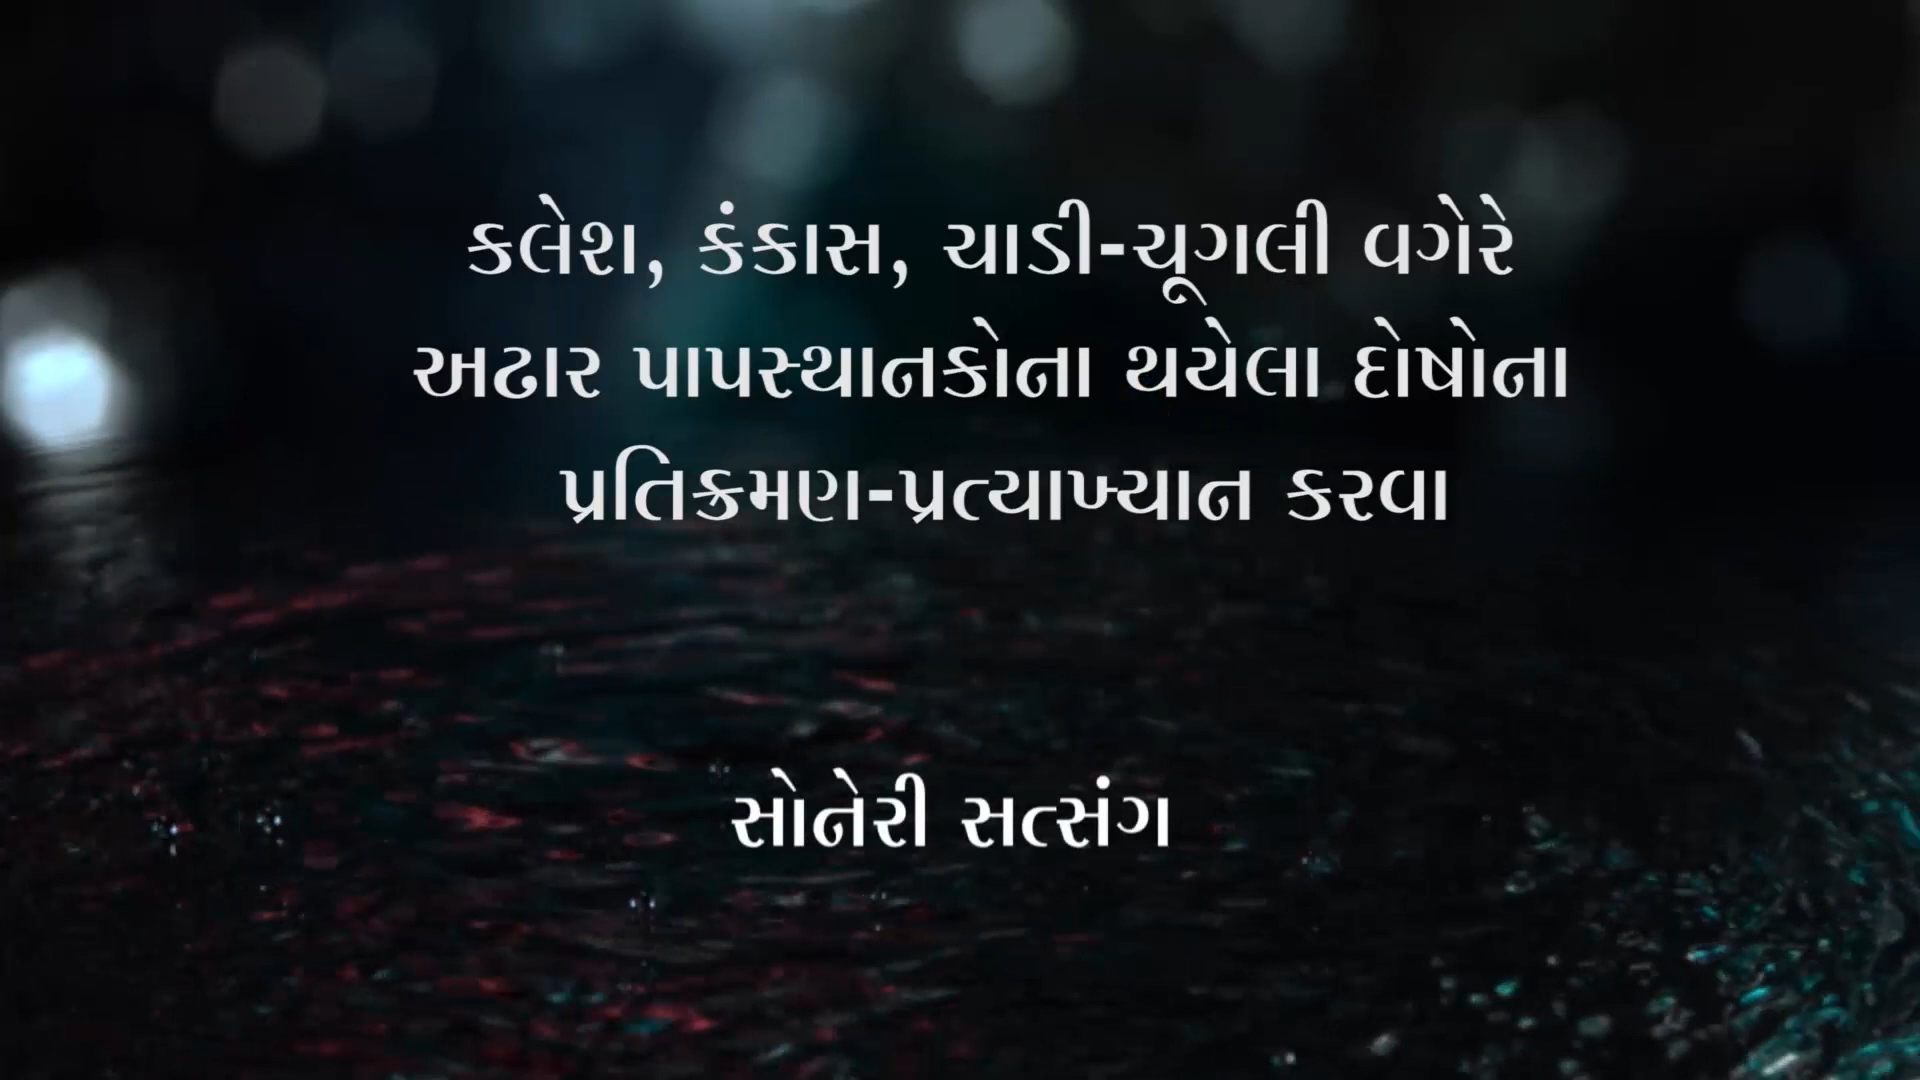 કલેશ, કંકાસ, ચાડી-ચૂગલી વગેરે
અઢાર પાપસ્થાનકોના થયેલા દોષોના
પ્રતિક્રમણ-પ્રત્યાખ્યાન કરવા
સોનેરી સત્સંગ